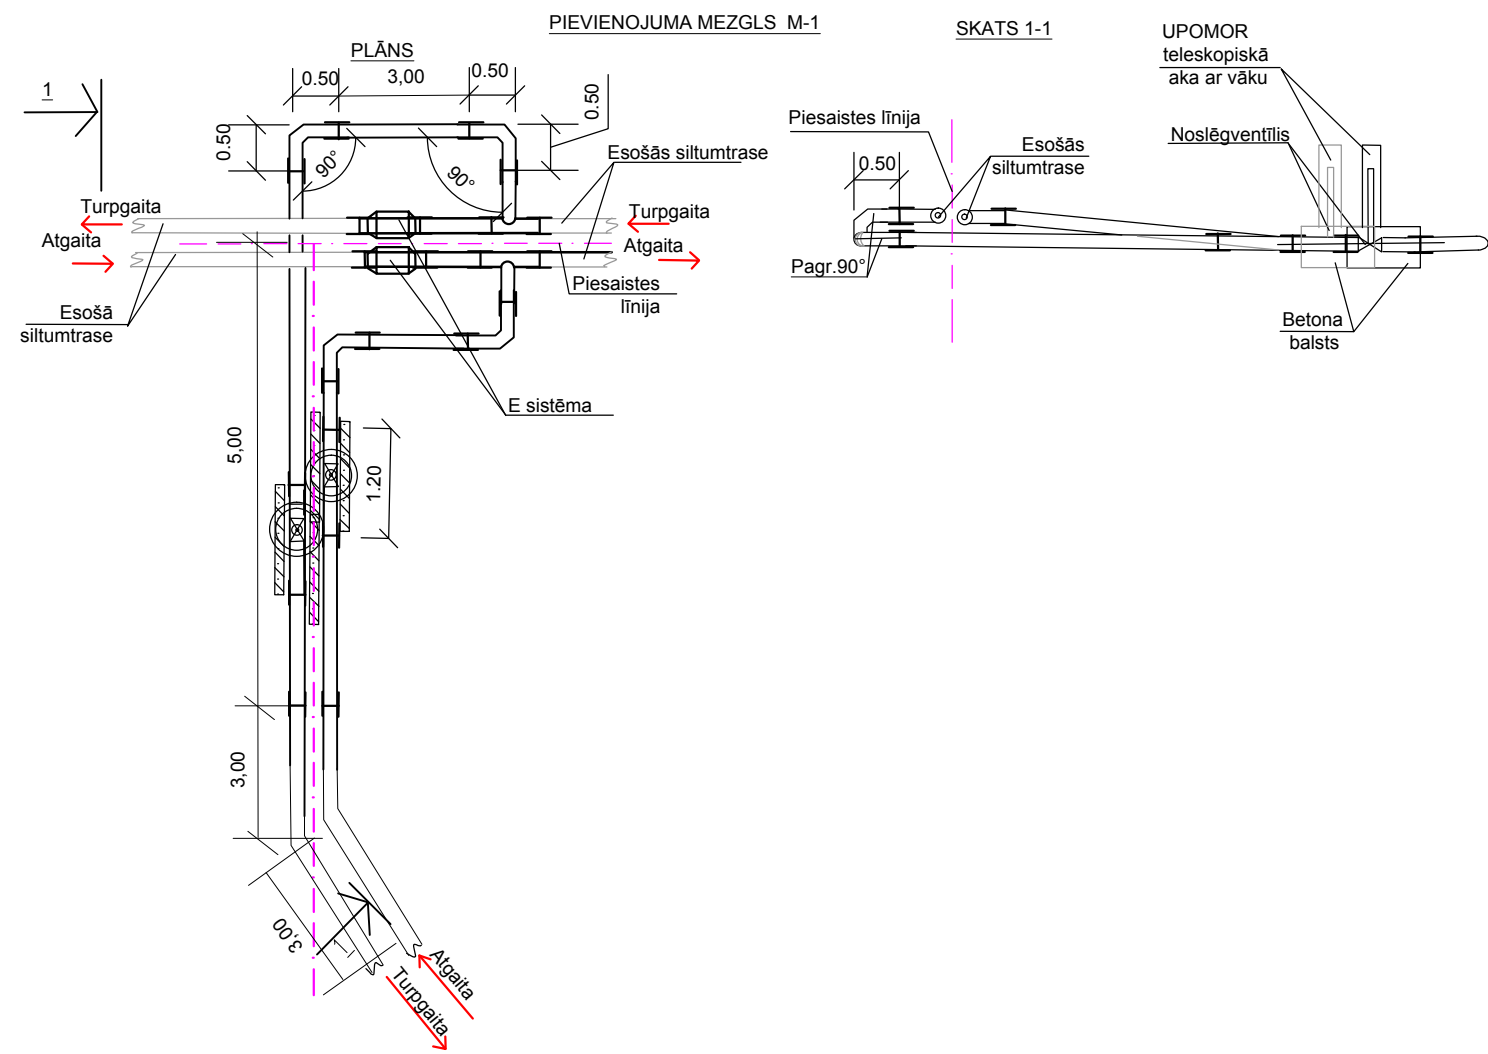 PIEVIENOJUMA MEZGLS M-1
SKATS 1-1
PLĀNS
0.50
3,00
0.50
1
0.50
0.50
90°
90°
Esošās siltumtrase
Turpgaita
Turpgaita
Atgaita
Atgaita
Piesaistes
līnija
Esošā
siltumtrase
E sistēma
5,00
1.20
3,00
3,00
1
Atgaita
Turpgaita
UPOMOR
teleskopiskā
aka ar vāku
Piesaistes līnija
Esošās
siltumtrase
Noslēgventīlis
0.50
Pagr.90°
Betona
balsts